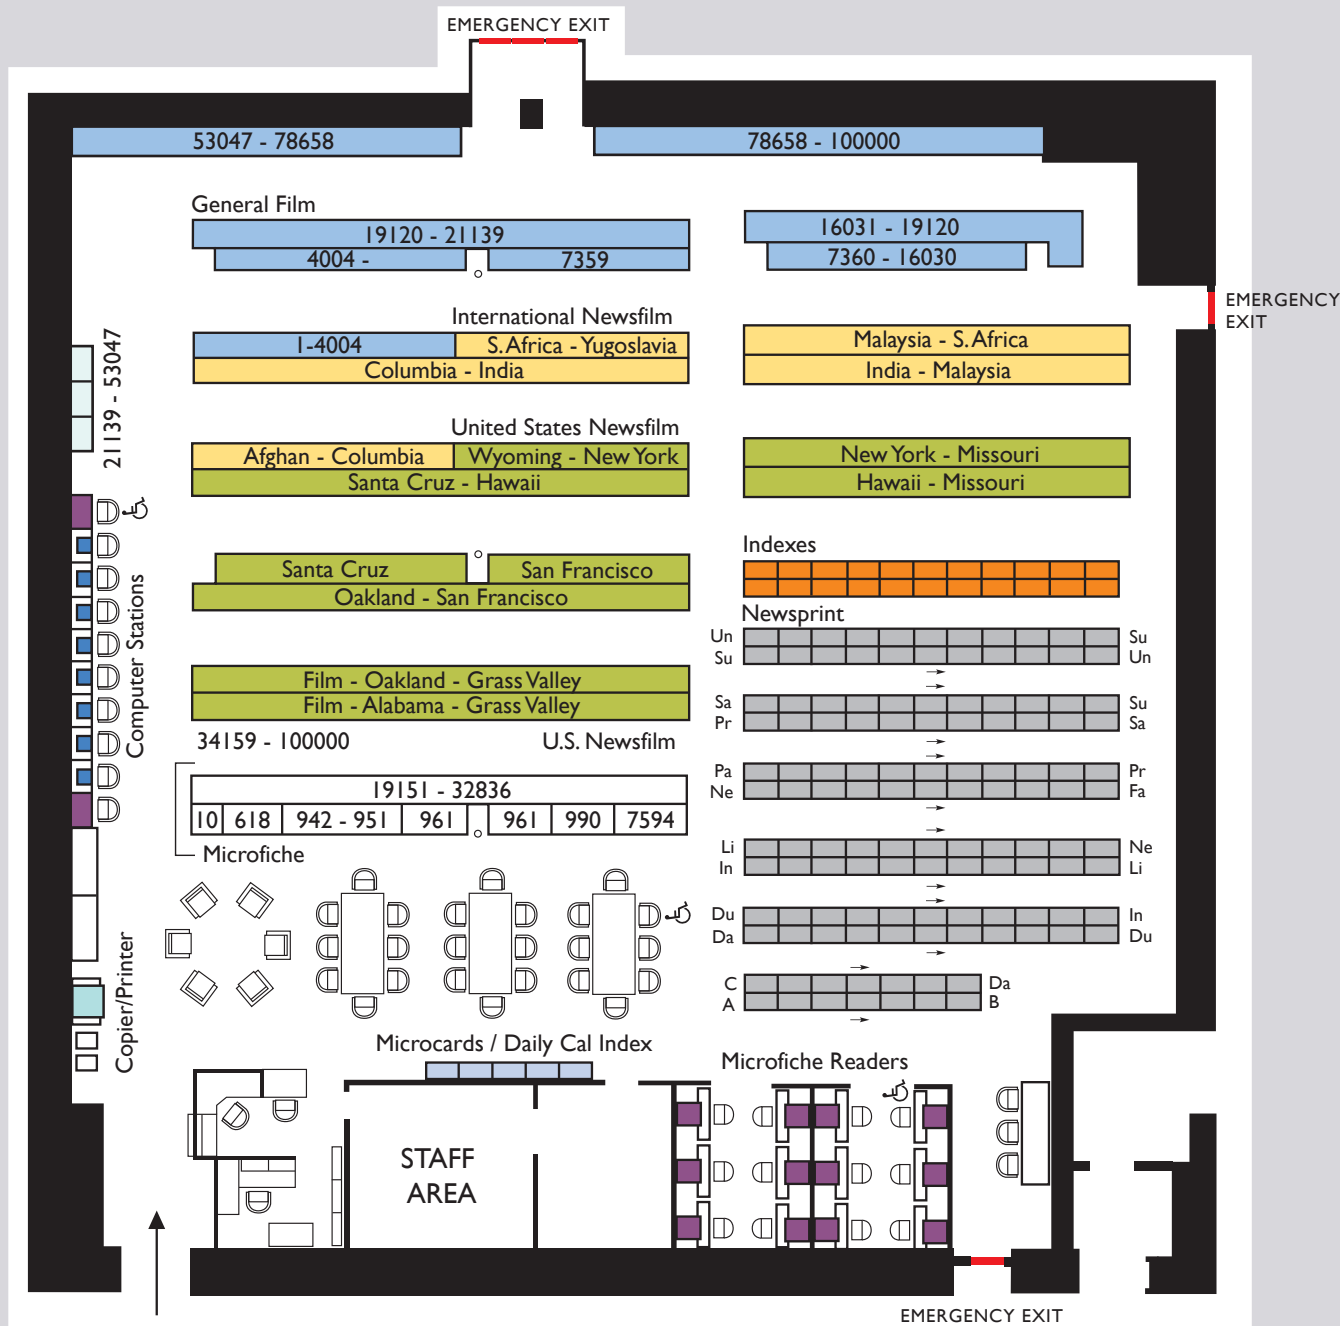 EMERGENCY EXIT
53047 - 78658
78658 - 100000
General Film
19120 - 21139
4004 -
7359
16031 - 19120
7360 - 16030
EMERGENCY
EXIT
International Newsfilm
1-4004
S. Africa - Yugoslavia
Columbia - India
Malaysia - S. Africa
India - Malaysia
21139 - 53047
United States Newsfilm
Afghan - Columbia
Wyoming - New York
Santa Cruz - Hawaii
New York - Missouri
Hawaii - Missouri
Computer Stations
Santa Cruz
San Francisco
Oakland - San Francisco
Indexes
Newsprint
Un
Su
Su
Un
Film - Oakland - Grass Valley
Film - Alabama - Grass Valley
Sa
Su
Pr
Sa
34159 - 100000
U.S. Newsfilm
Pa
Pr
Ne
Fa
19151 - 32836
10
618
942 - 951
961
961
990
7594
Microfiche
Li
Ne
In
Li
Du
In
Da
Du
C
Da
A
B
Copier/Printer
Microcards / Daily Cal Index
Microfiche Readers
STAFF
AREA
EMERGENCY EXIT